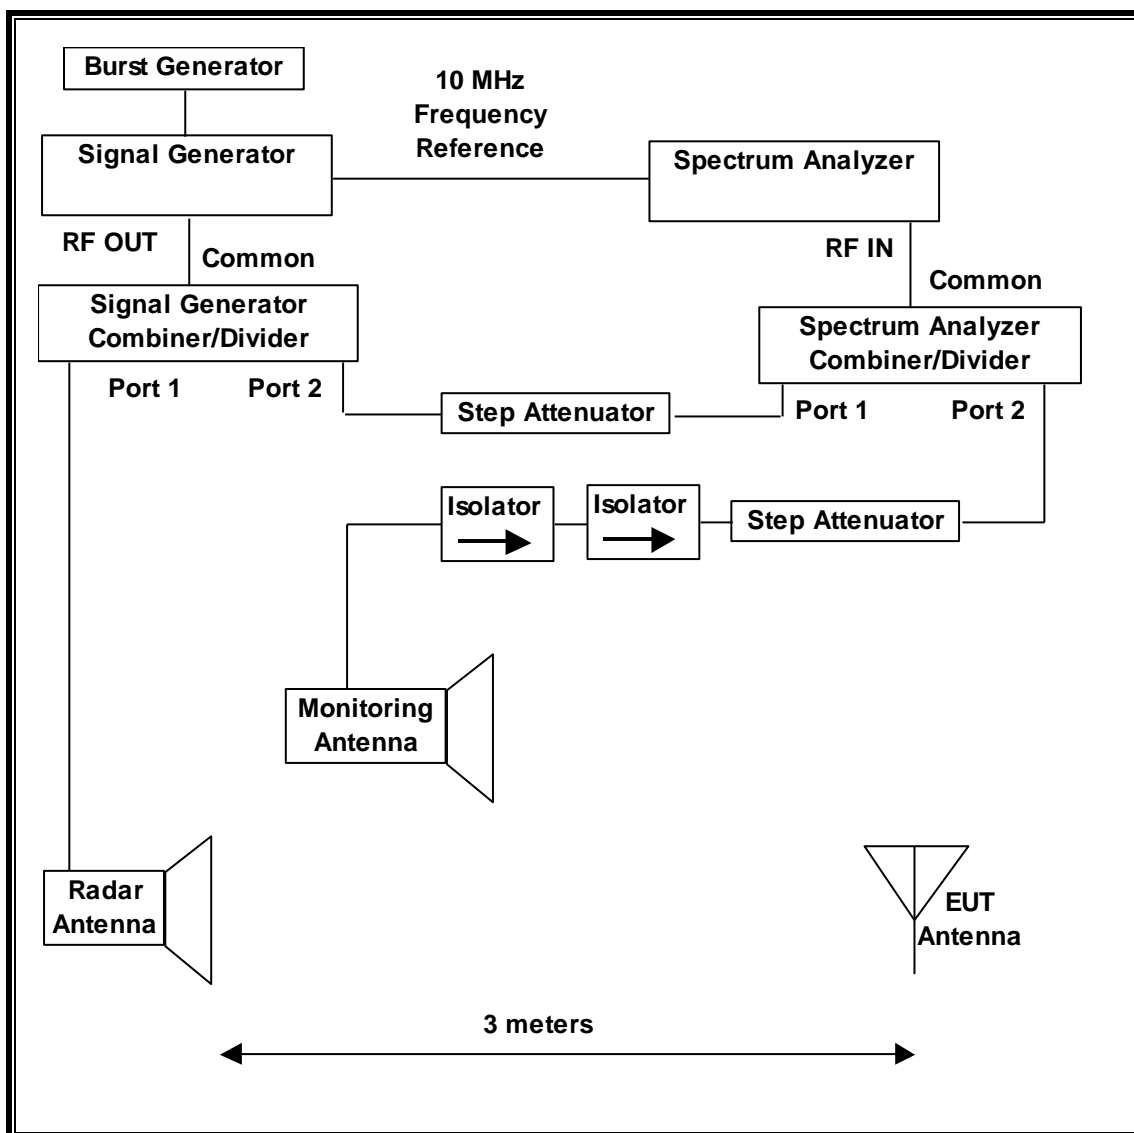 Burst Generator
10 MHz
Frequency
Reference
Signal Generator
Spectrum Analyzer
RF OUT
Common
RF IN
Common
Signal Generator
Combiner/Divider
Spectrum Analyzer
Combiner/Divider
Port 1
Port 2
Step Attenuator
Port 1
Port 2
Isolator
Isolator
Step Attenuator
Monitoring
Antenna
Radar
Antenna
EUT
Antenna
3 meters